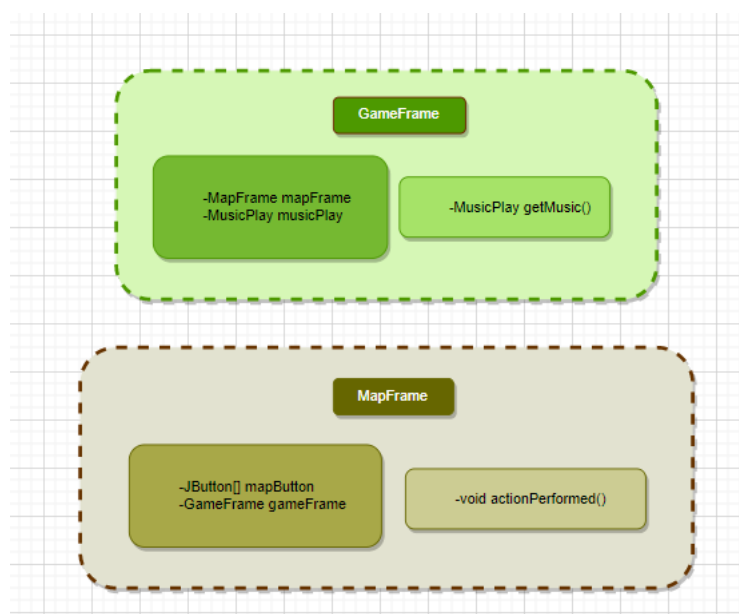 GameFrame
-MapFrame mapFrame
-MusicPlay musicPlay
-MusicPlay getMusic()
MapFrame
-JButton[] mapButton
-GameFrame gameFrame
-void actionPerformed()